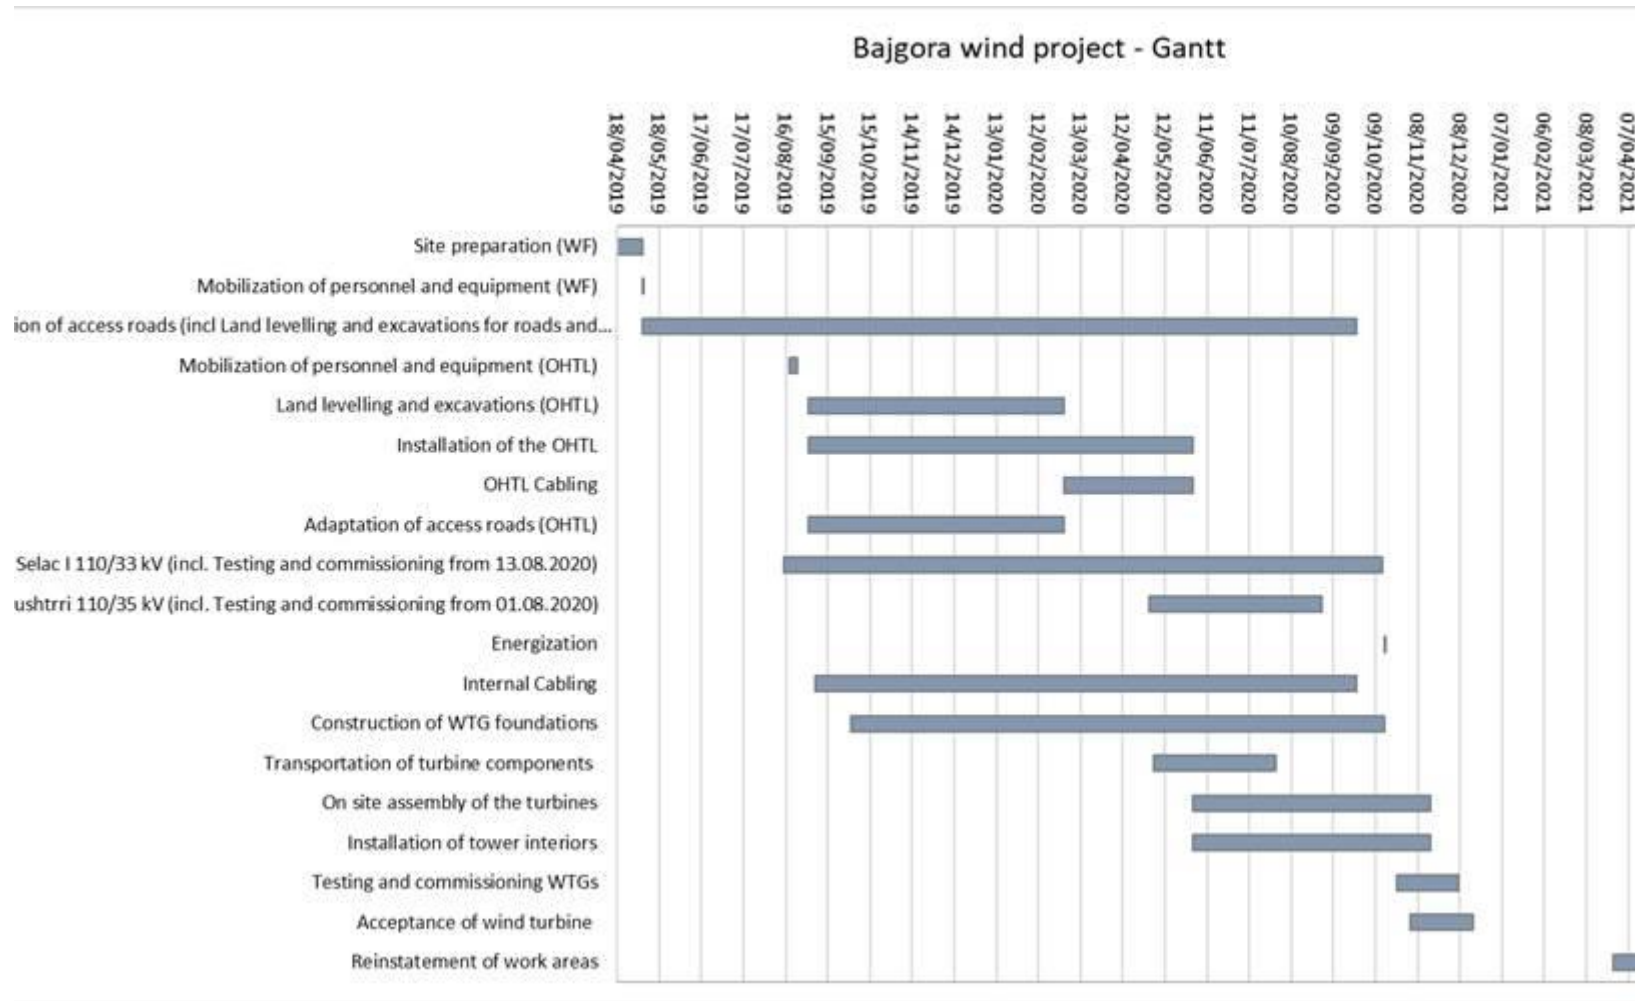 Bajgora wind project - Gantt
18/04/2019
18/05/2019
17/06/2019
17/07/2019
16/08/2019
15/09/2019
15/10/2019
14/11/2019
14/12/2019
13/01/2020
12/02/2020
13/03/2020
12/04/2020
12/05/2020
11/06/2020
11/07/2020
10/08/2020
09/09/2020
09/10/2020
08/11/2020
08/12/2020
07/01/2021
06/02/2021
08/03/2021
07/04/2021
Site preparation (WF)
Mobilization of personnel and equipment (WF)
ion of access roads (incl Land levelling and excavations for roads and...
Mobilization of personnel and equipment (OHTL)
Land levelling and excavations (OHTL)
Installation of the OHTL
OHTL Cabling
Adaptation of access roads (OHTL)
Selac I 110/33 kV (incl. Testing and commissioning from 13.08.2020)
ushtrri 110/35 kV (incl. Testing and commissioning from 01.08.2020)
Energization
Internal Cabling
Construction of WTG foundations
Transportation of turbine components
On site assembly of the turbines
Installation of tower interiors
Testing and commissioning WTGs
Acceptance of wind turbine
Reinstatement of work areas